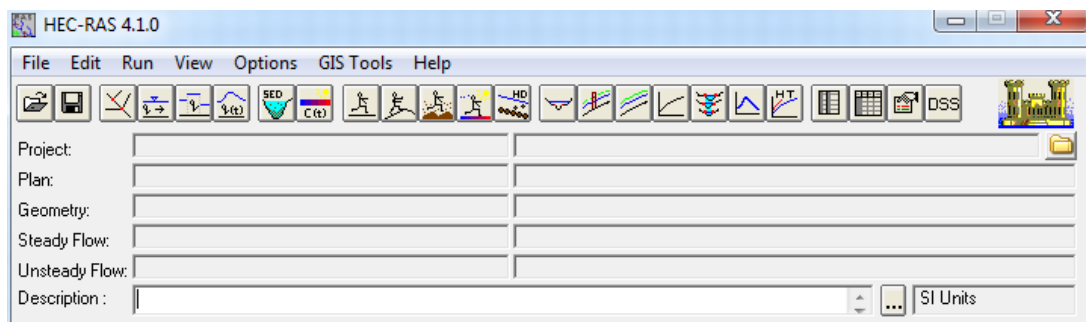 HEC-RAS 4.1.0
File Edit Run View Options GIS Tools Help
SED C(t) HD HT DSS
Project:
Plan:
Geometry:
Steady Flow:
Unsteady Flow:
Description : ... SI Units